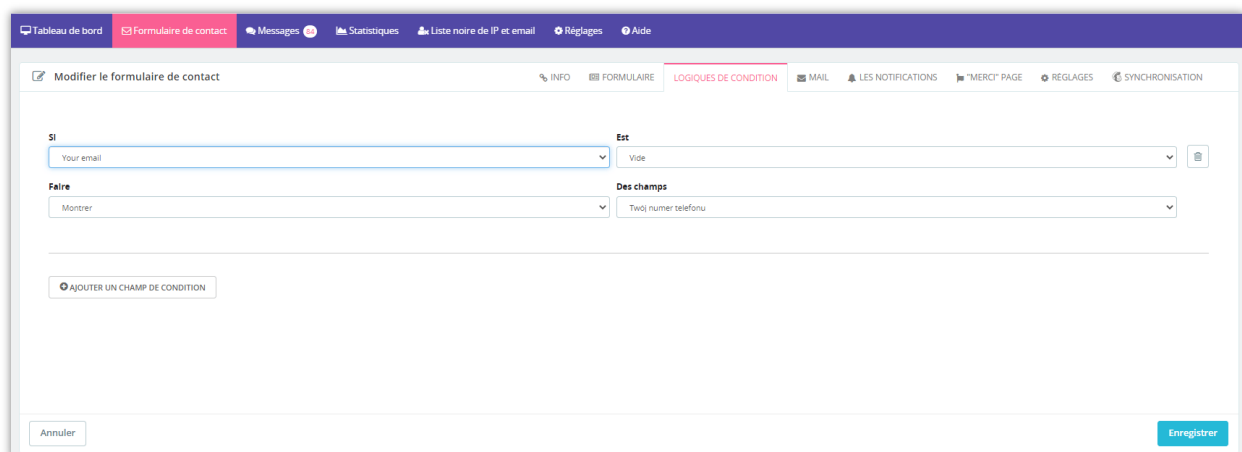 Tableau de bord Formulaire de contact Messages 54 Statistiques Liste noire de IP et email Réglages Aide
Modifier le formulaire de contact INFO FORMULAIRE LOGIQUES DE CONDITION MAIL LES NOTIFICATIONS "MERCI" PAGE RÉGLAGES SYNCHRONISATION
SI Est
Your email Vide
Faire Des champs
Montrer Twój numer telefonu
AJOUTER UN CHAMP DE CONDITION
Annuler Enregistrer